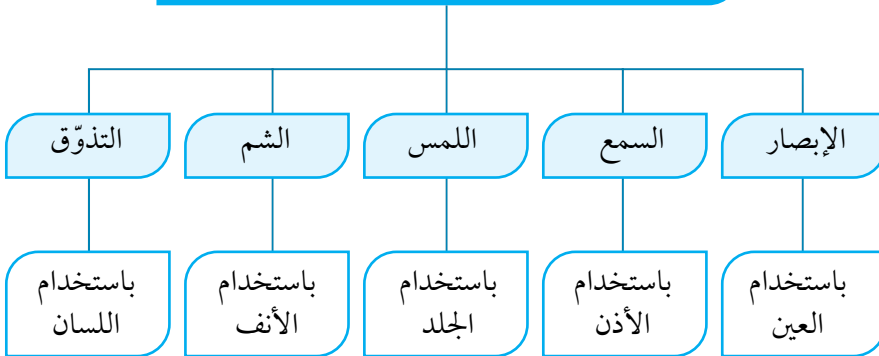 الإبصار
السمع
اللمس
الشم
التذوّق
باستخدام
العين
باستخدام
الأذن
باستخدام
الجلد
باستخدام
الأنف
باستخدام
اللسان